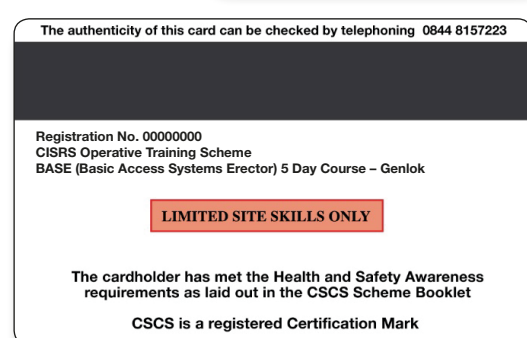 The authenticity of this card can be checked by telephoning 0844 8157223
Registration No. 00000000
CISRS Operative Training Scheme
BASE (Basic Access Systems Erector) 5 Day Course – Genlok
LIMITED SITE SKILLS ONLY
The cardholder has met the Health and Safety Awareness
requirements as laid out in the CSCS Scheme Booklet
CSCS is a registered Certification Mark